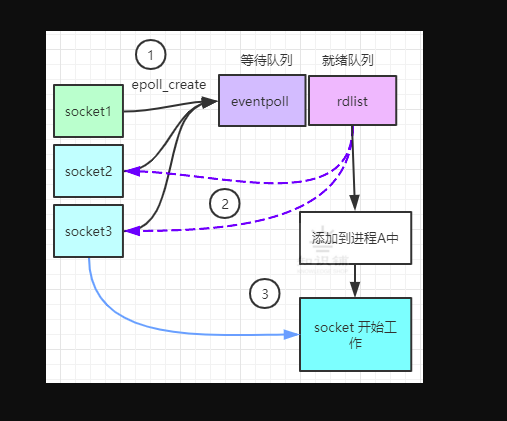 ①
等待队列
就绪队列
epoll_create
socket1
eventpoll
rdlist
socket2
②
socket3
添加到进程A中
③
socket 开始工
作